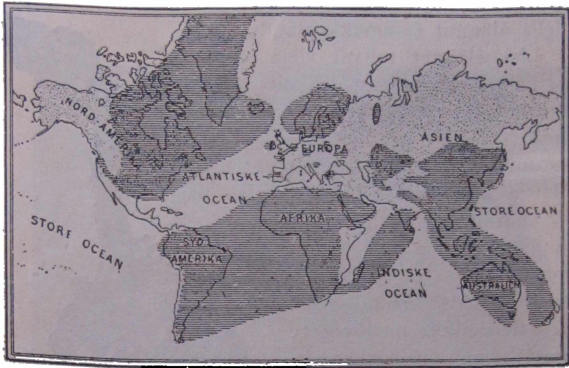 NORD-AMERIKA
EUROPA
ASIEN
ATLANTISKE
OCEAN
STORE OCEAN
AFRIKA
STORE OCEAN
SYD
AMERIKA
INDISKE
OCEAN
AUSTRALIEN